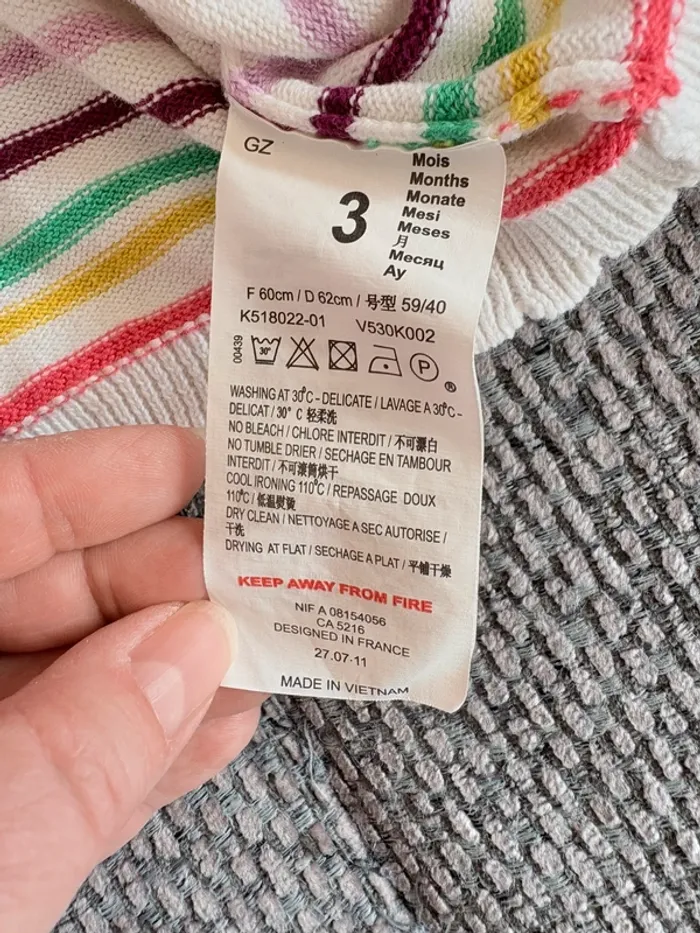 GZ
3
Mois
Months
Monate
Mesi
Meses
月
Месяц
Ay
F 60cm / D 62cm / 号型 59/40
K518022-01 V530K002
00439
30°
P
®
WASHING AT 30°C - DELICATE / LAVAGE A 30°C -
DELICAT / 30° C 轻柔洗
NO BLEACH / CHLORE INTERDIT / 不可漂白
NO TUMBLE DRIER / SECHAGE EN TAMBOUR
INTERDIT / 不可滚筒烘干
COOL IRONING 110°C / REPASSAGE DOUX
110°C / 低温熨烫
DRY CLEAN / NETTOYAGE A SEC AUTORISE /
干洗
DRYING AT FLAT / SECHAGE A PLAT / 平铺干燥
KEEP AWAY FROM FIRE
NIF A 08154056
CA 5216
DESIGNED IN FRANCE
27.07-11
MADE IN VIETNAM